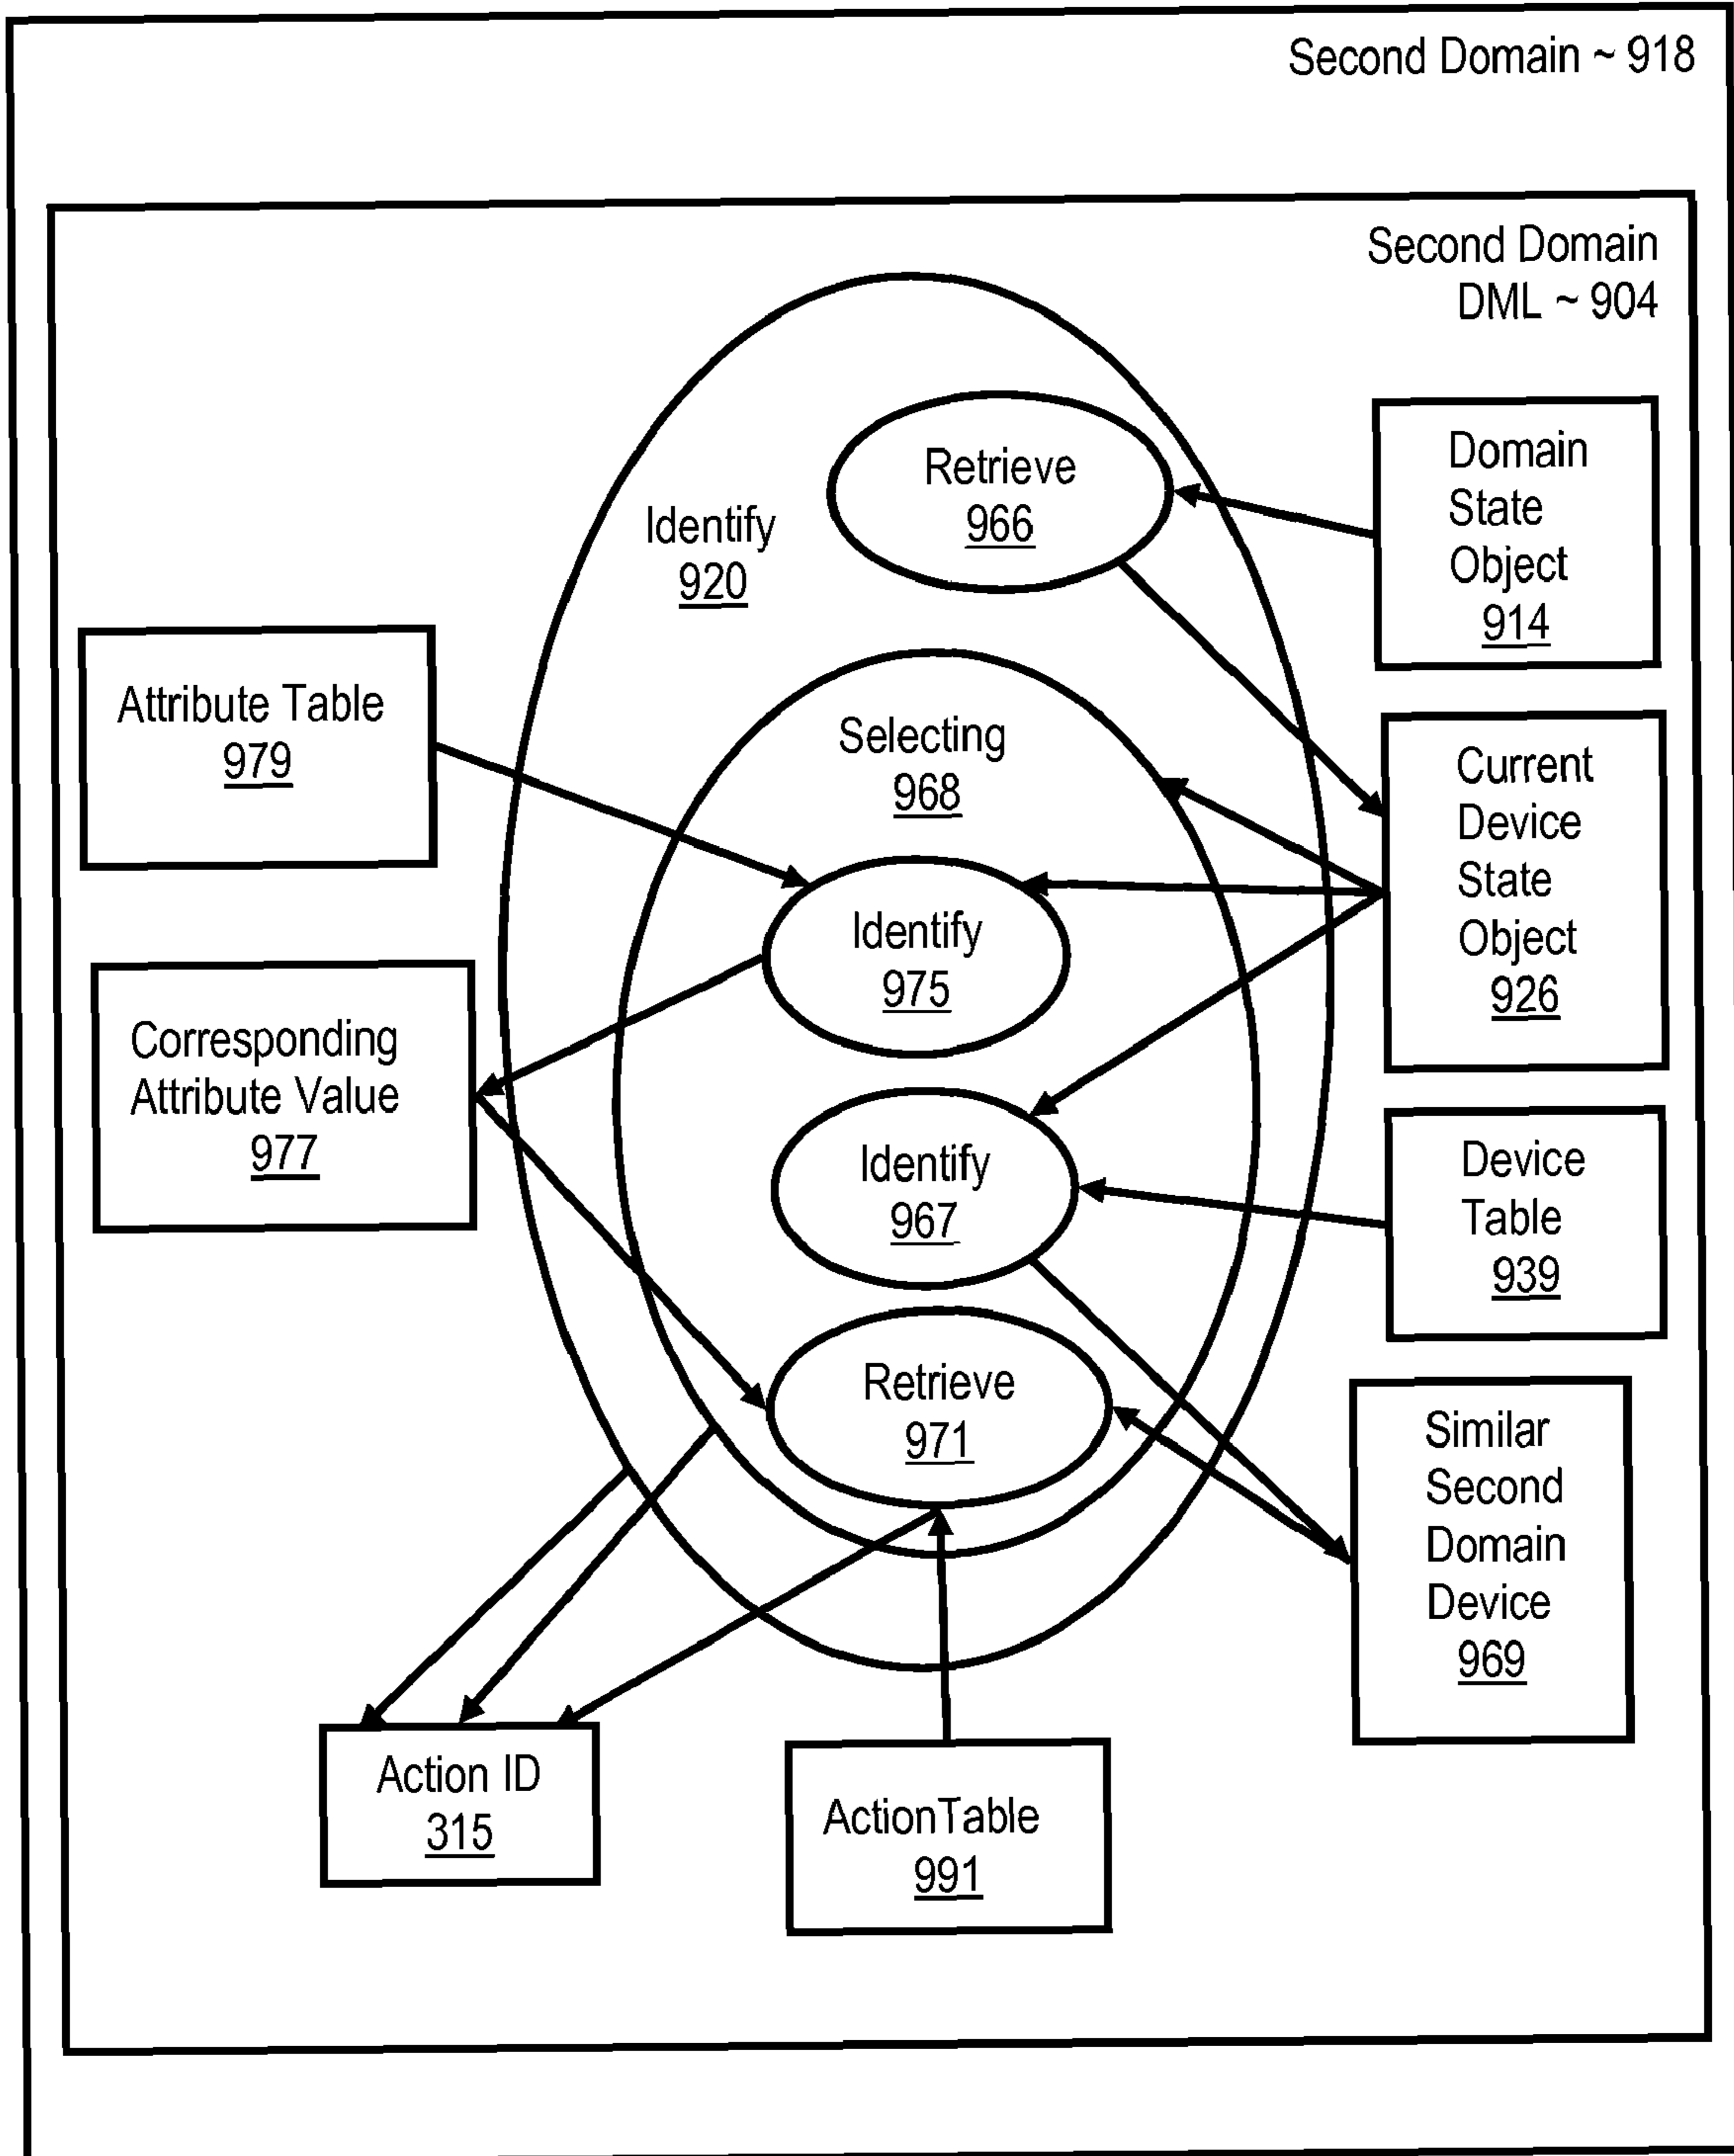 Second Domain ~ 918
Second Domain
DML ~ 904
Retrieve
966
Domain
State
Object
914
Identify
920
Attribute Table
979
Selecting
968
Current
Device
State
Object
926
Identify
975
Corresponding
Attribute Value
977
Identify
967
Device
Table
939
Retrieve
971
Similar
Second
Domain
Device
969
Action ID
315
ActionTable
991